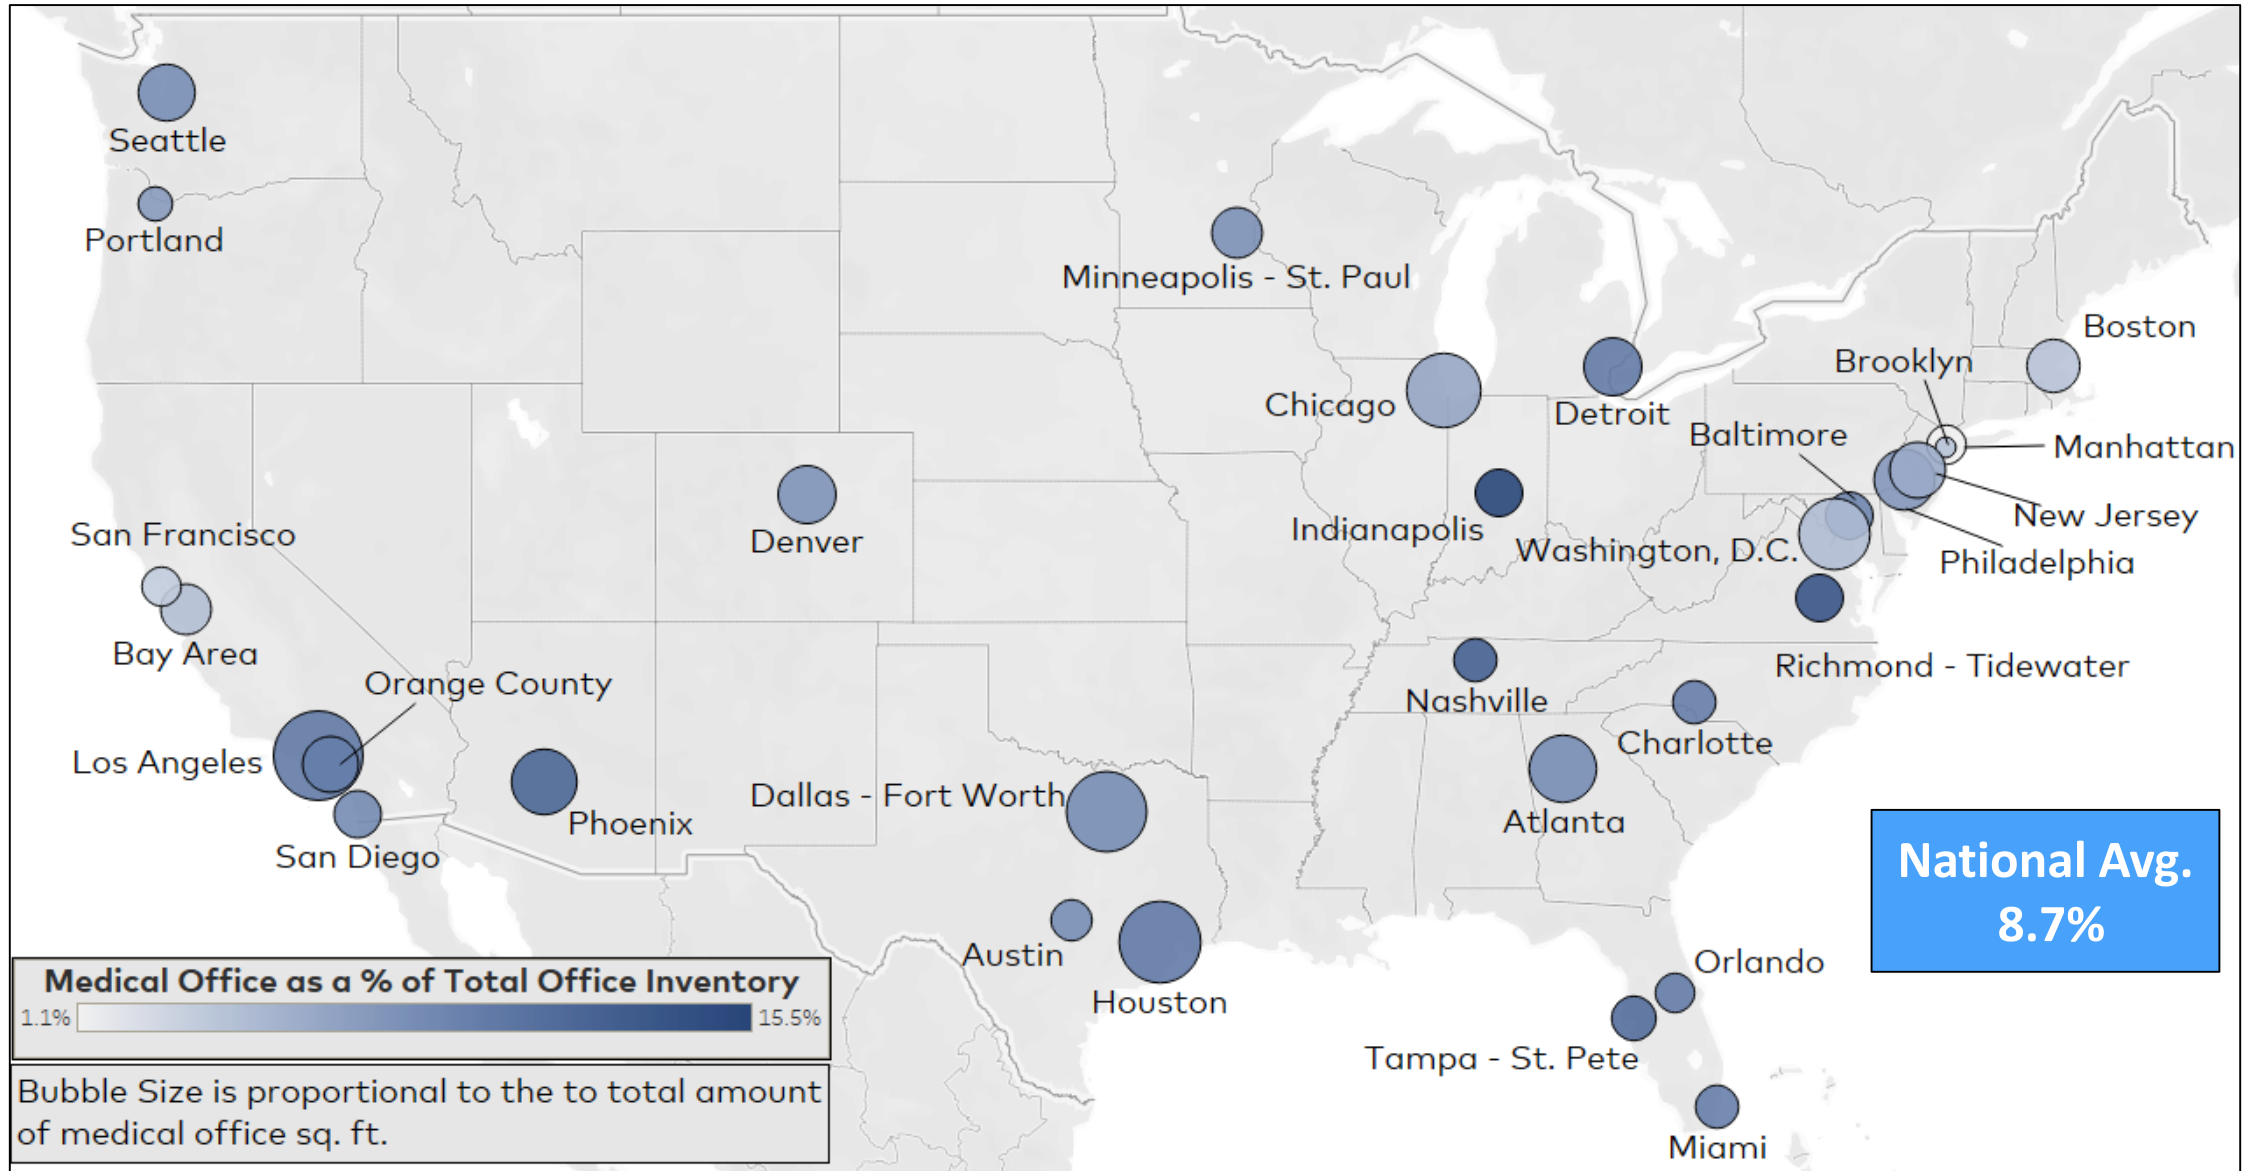 Seattle
Portland
Minneapolis - St. Paul
Boston
Brooklyn
Chicago
Detroit
Baltimore
Manhattan
New Jersey
Philadelphia
San Francisco
Denver
Indianapolis
Washington, D.C.
Bay Area
Orange County
Richmond - Tidewater
Nashville
Charlotte
Los Angeles
Dallas - Fort Worth
Phoenix
Atlanta
San Diego
National Avg.
8.7%
Austin
Orlando
Houston
Tampa - St. Pete
Miami
Medical Office as a % of Total Office Inventory
1.1%
15.5%
Bubble Size is proportional to the to total amount
of medical office sq. ft.